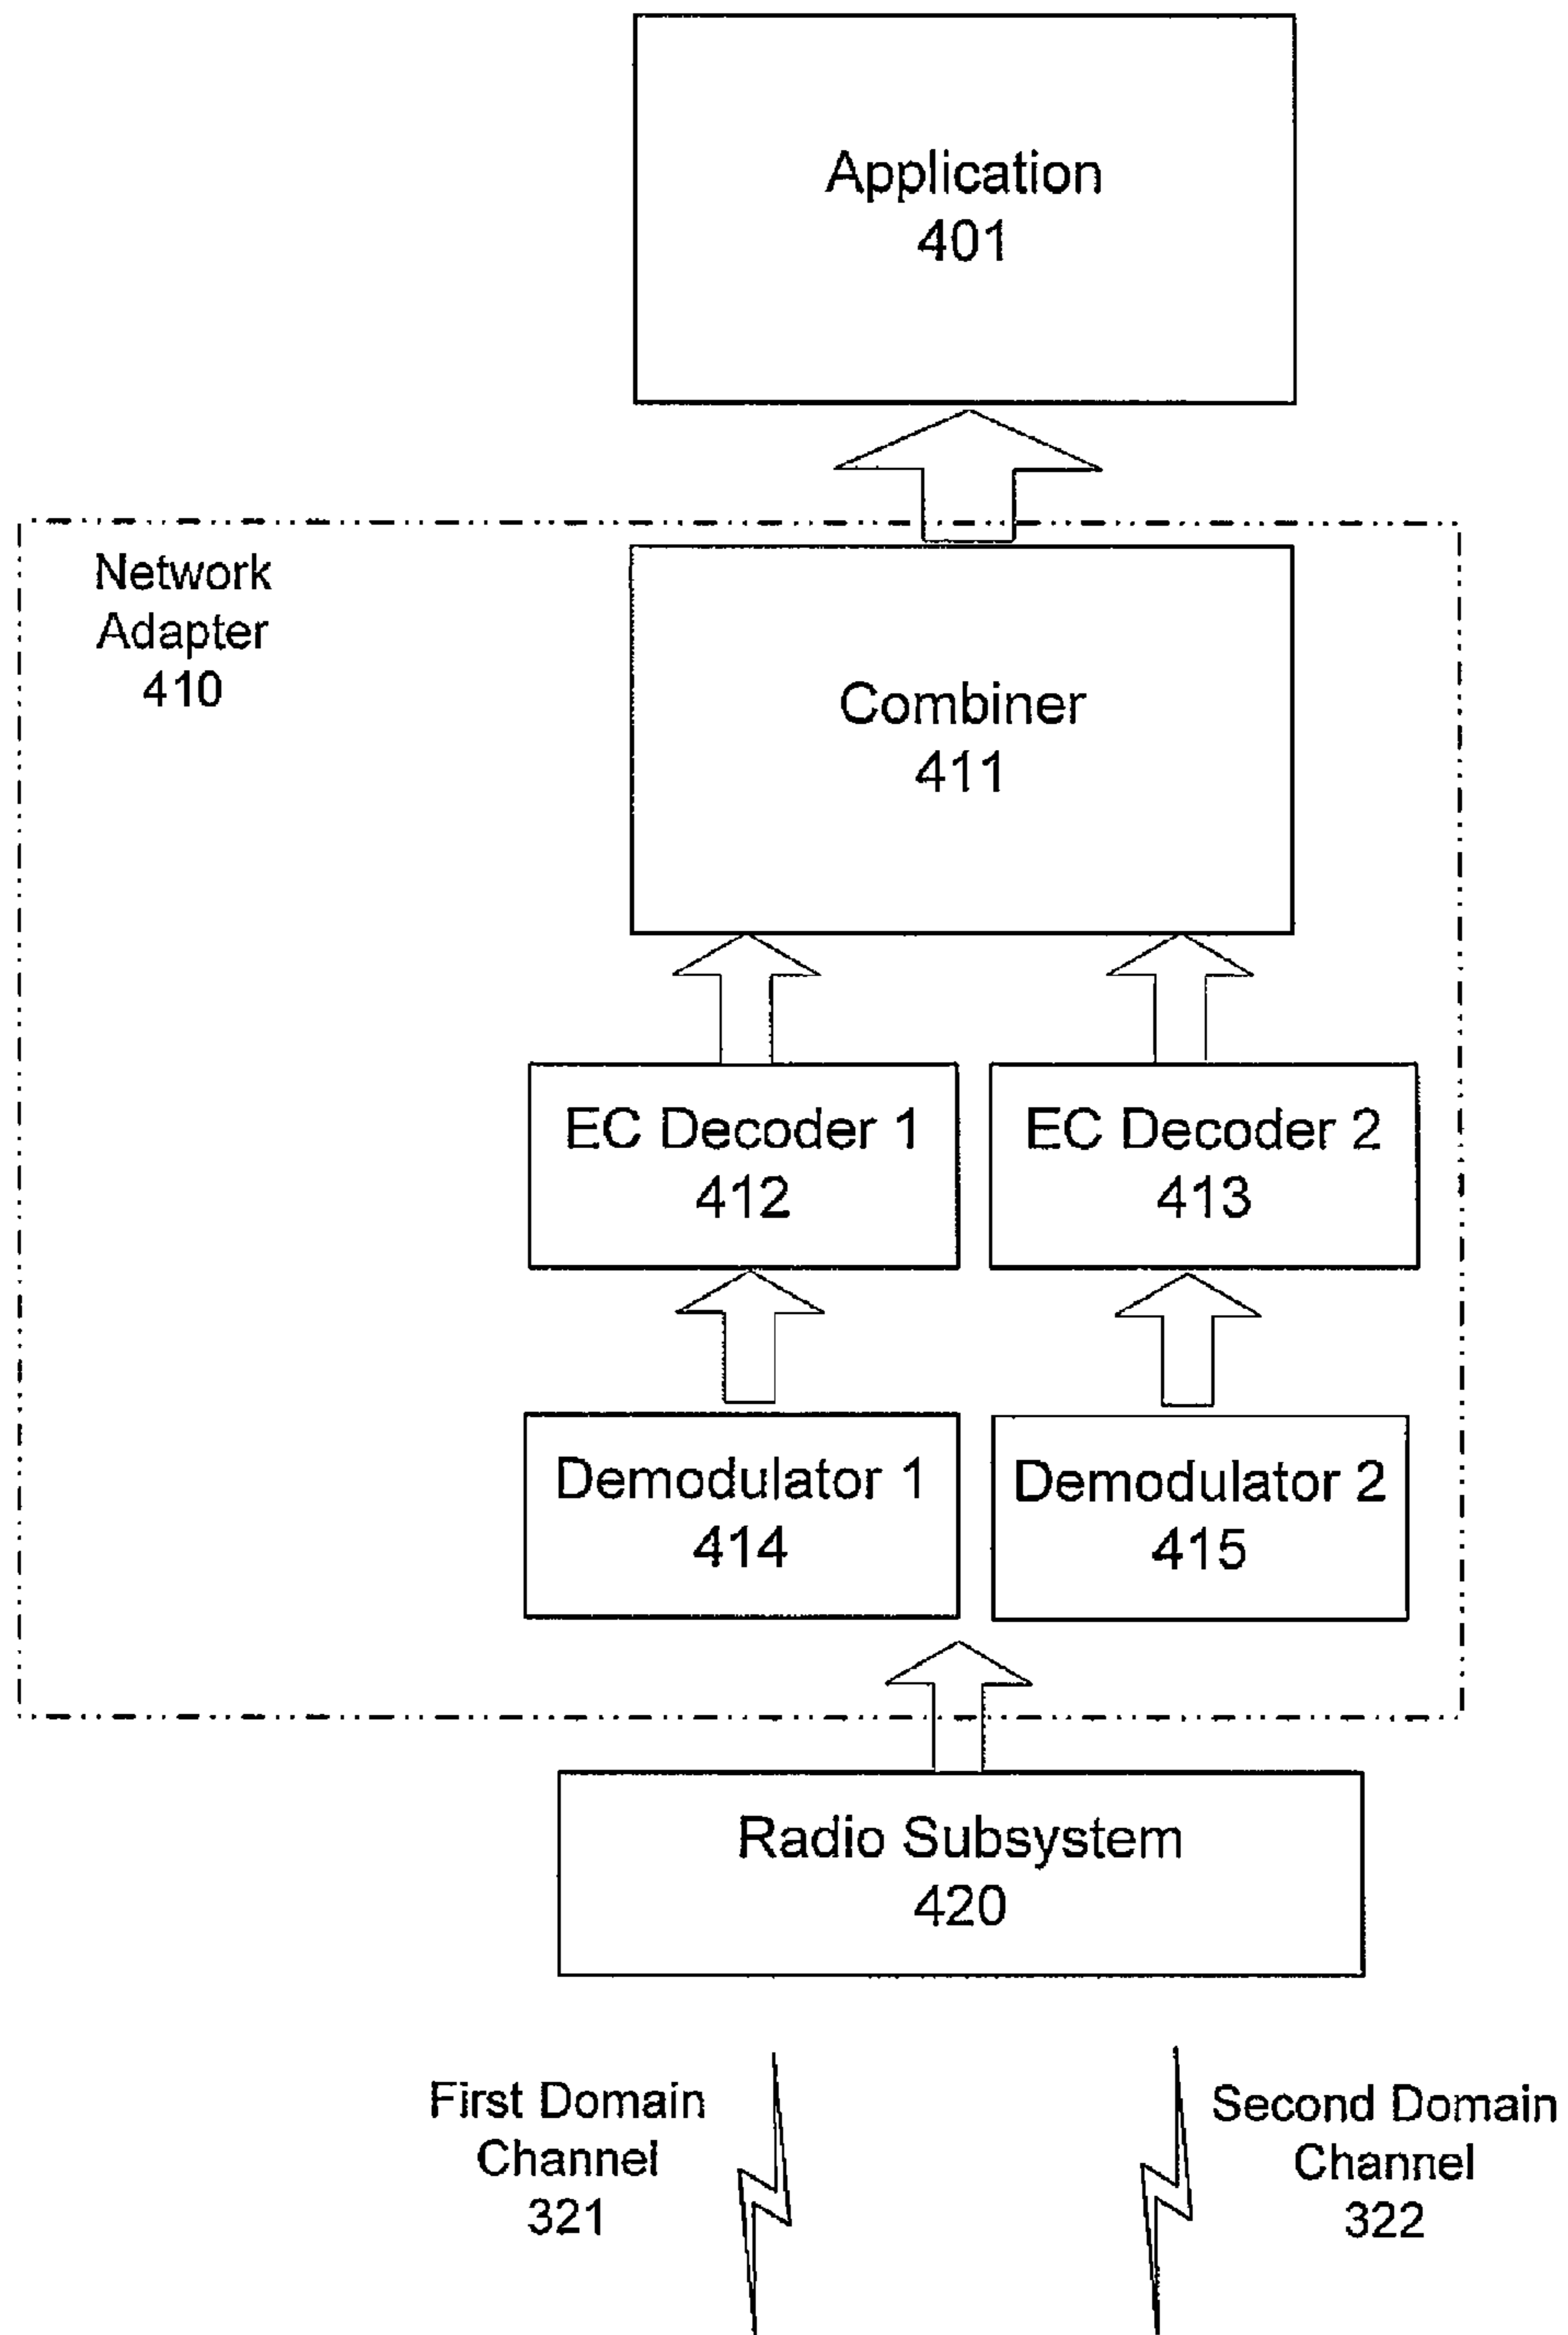 Application
401
Network
Adapter
410
Combiner
411
EC Decoder 1
412
EC Decoder 2
413
Demodulator 1
414
Demodulator 2
415
Radio Subsystem
420
First Domain
Channel
321
Second Domain
Channel
322